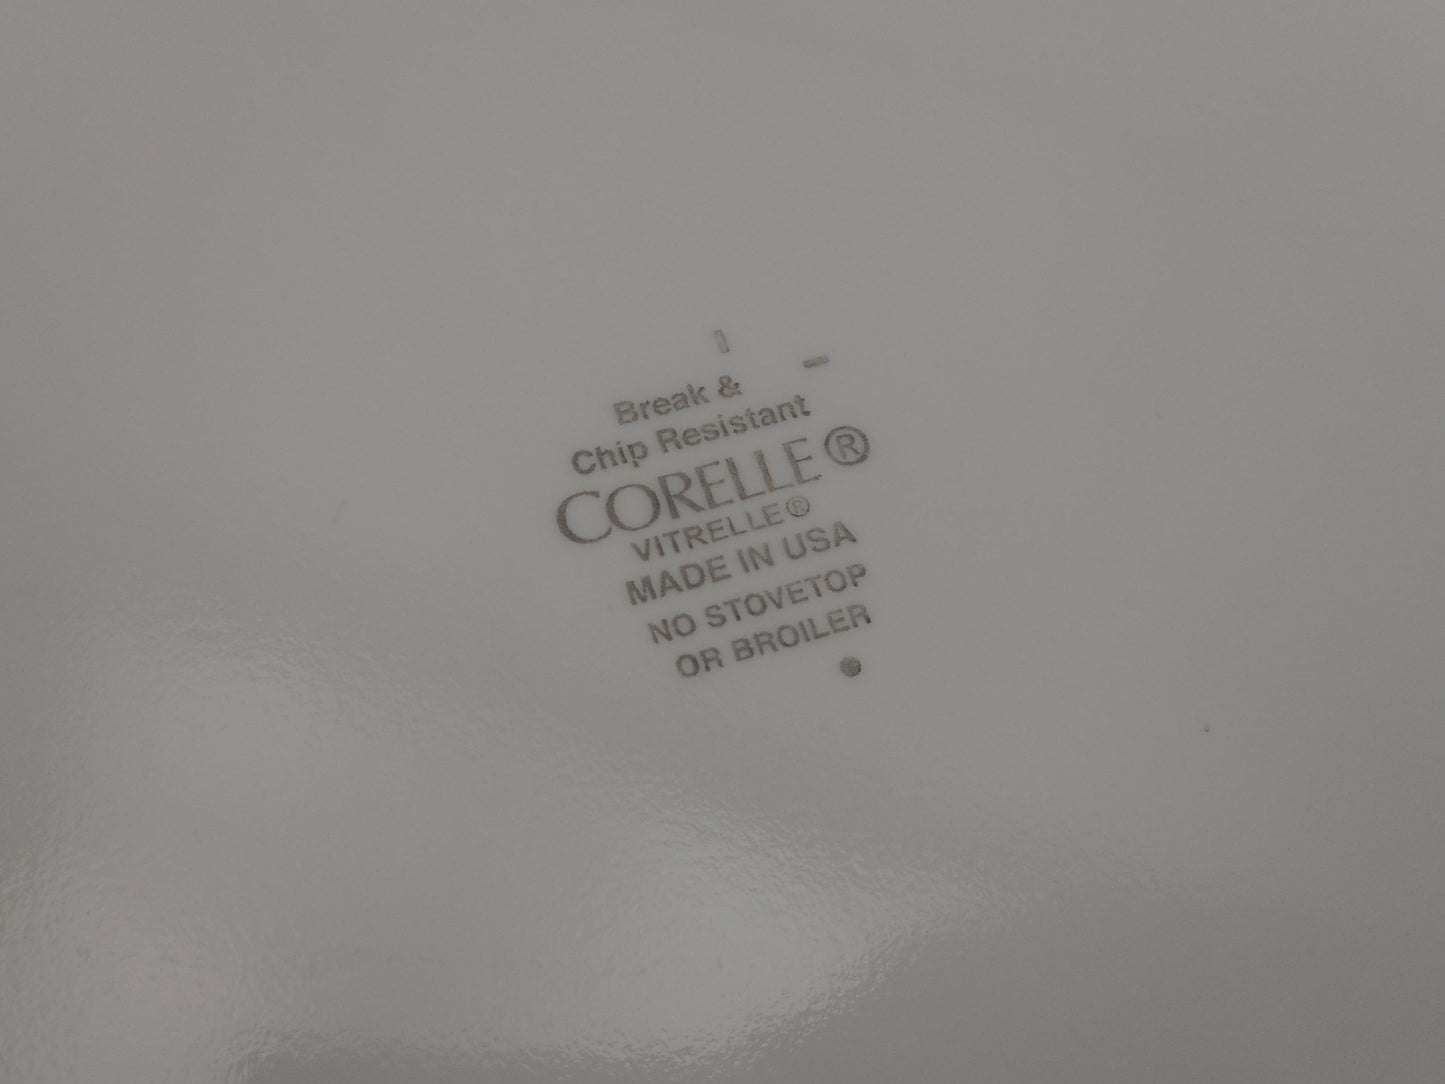 Break &
Chip Resistant
CORELLE®
VITRELLE®
MADE IN USA
NO STOVETOP
OR BROILER